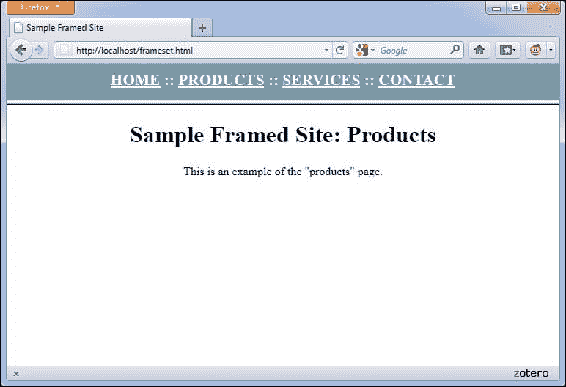 Firefox
Sample Framed Site
http://localhost/frameset.html
Google
HOME :: PRODUCTS :: SERVICES :: CONTACT
Sample Framed Site: Products
This is an example of the "products" page.
x
zotero